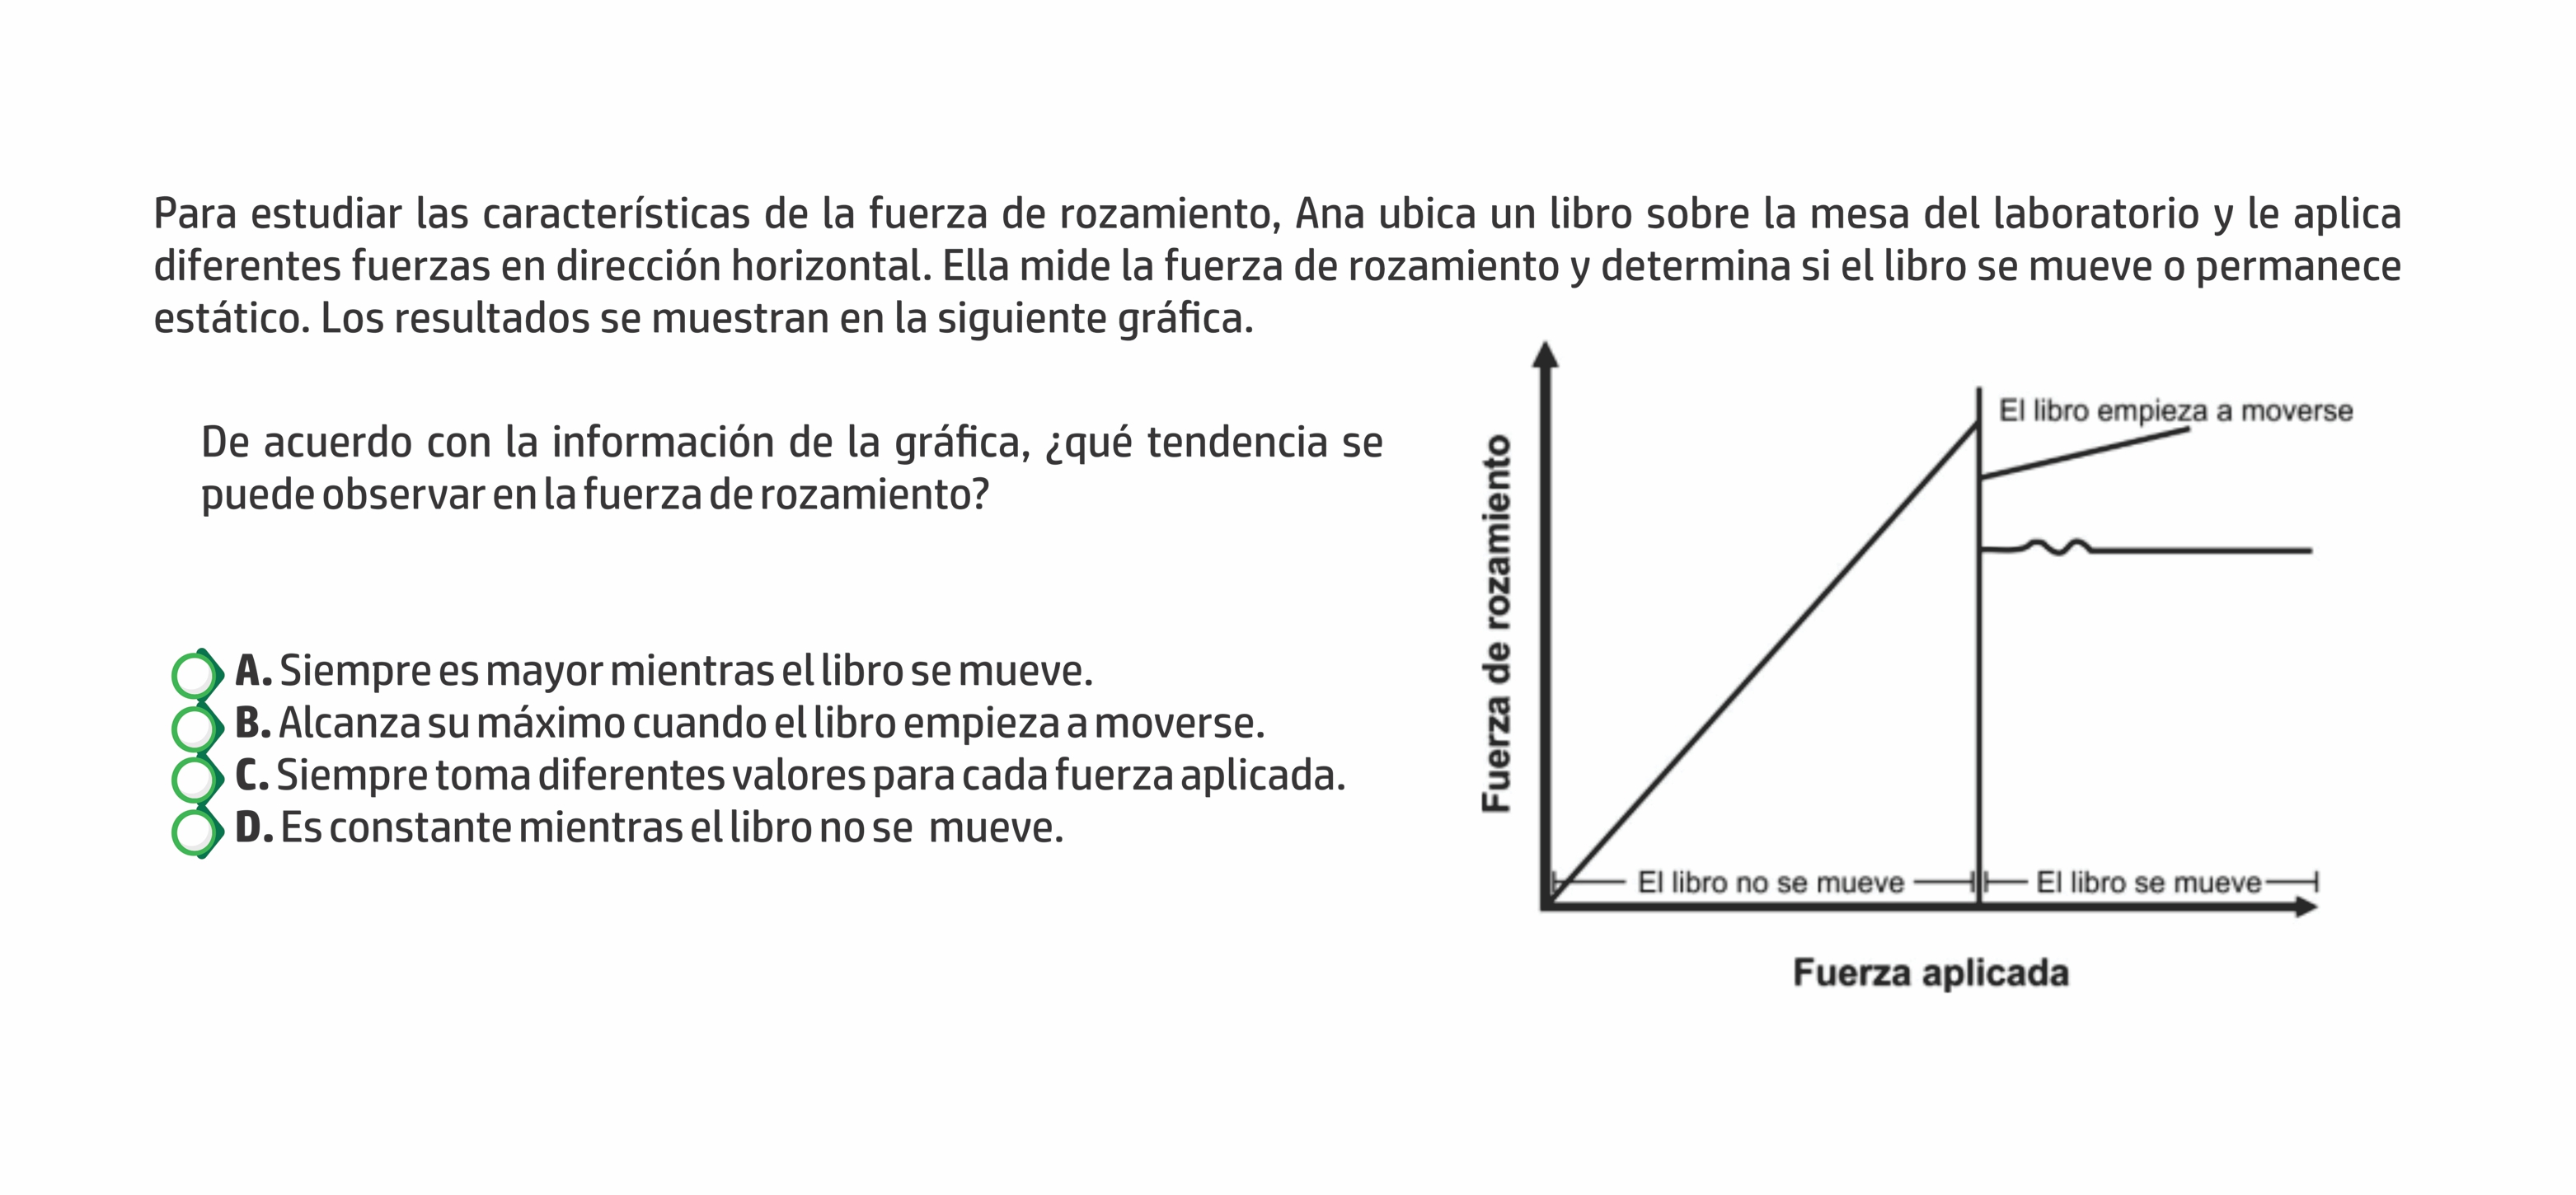 Para estudiar las características de la fuerza de rozamiento, Ana ubica un libro sobre la mesa del laboratorio y le aplica
diferentes fuerzas en dirección horizontal. Ella mide la fuerza de rozamiento y determina si el libro se mueve o permanece
estático. Los resultados se muestran en la siguiente gráfica.
De acuerdo con la información de la gráfica, ¿qué tendencia se
puede observar en la fuerza de rozamiento?
A. Siempre es mayor mientras el libro se mueve.
B. Alcanza su máximo cuando el libro empieza a moverse.
C. Siempre toma diferentes valores para cada fuerza aplicada.
D. Es constante mientras el libro no se mueve.
Fuerza de rozamiento
El libro empieza a moverse
El libro no se mueve
El libro se mueve
Fuerza aplicada